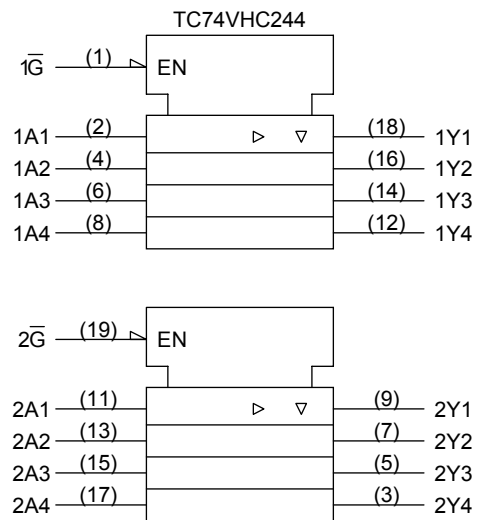 TC74VHC244
1G̅ (1) EN
1A1 (2) (18) 1Y1
1A2 (4) (16) 1Y2
1A3 (6) (14) 1Y3
1A4 (8) (12) 1Y4
2G̅ (19) EN
2A1 (11) (9) 2Y1
2A2 (13) (7) 2Y2
2A3 (15) (5) 2Y3
2A4 (17) (3) 2Y4